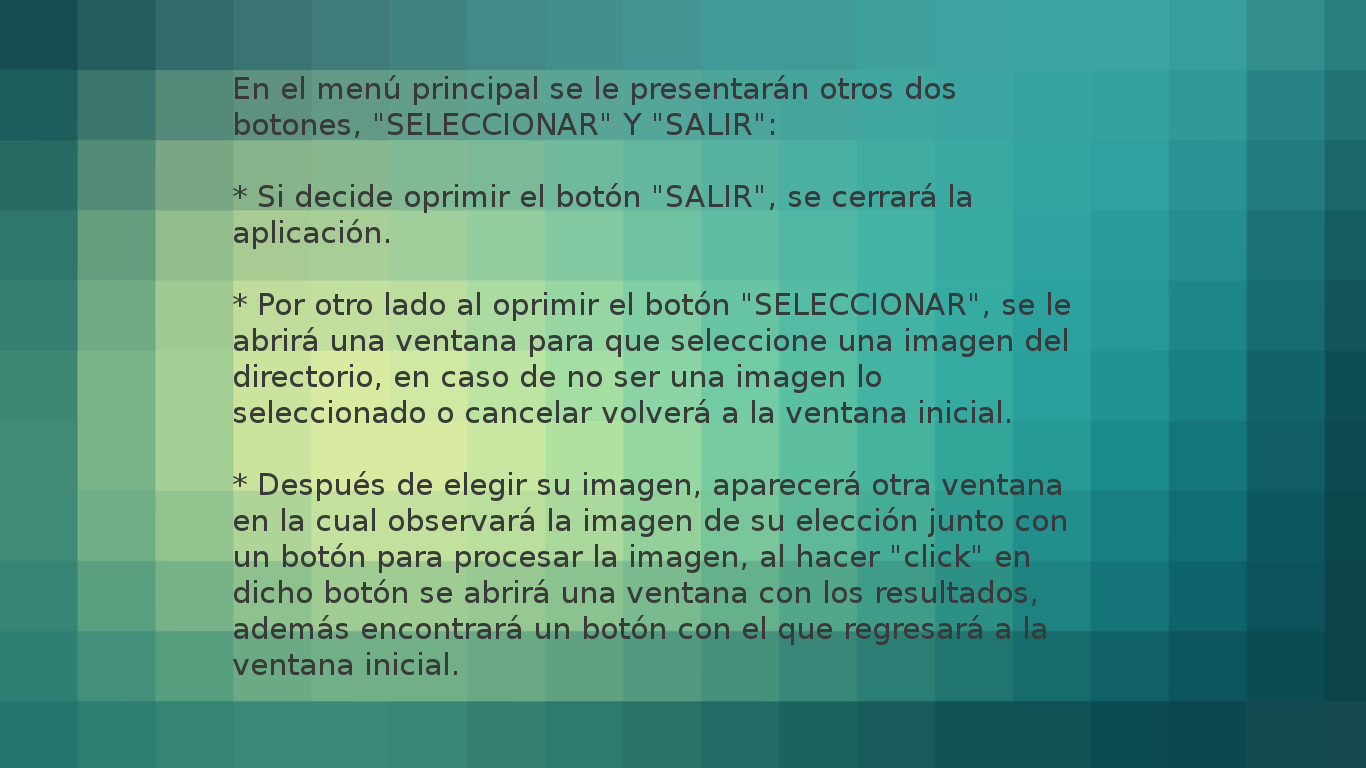 En el menú principal se le presentarán otros dos
botones, "SELECCIONAR" Y "SALIR":
* Si decide oprimir el botón "SALIR", se cerrará la
aplicación.
* Por otro lado al oprimir el botón "SELECCIONAR", se le
abrirá una ventana para que seleccione una imagen del
directorio, en caso de no ser una imagen lo
seleccionado o cancelar volverá a la ventana inicial.
* Después de elegir su imagen, aparecerá otra ventana
en la cual observará la imagen de su elección junto con
un botón para procesar la imagen, al hacer "click" en
dicho botón se abrirá una ventana con los resultados,
además encontrará un botón con el que regresará a la
ventana inicial.